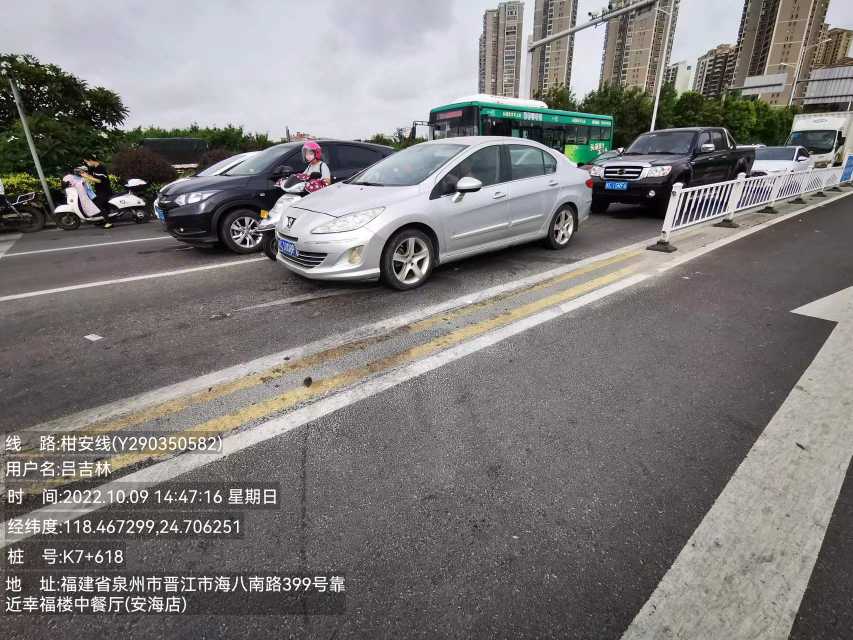 线 路:柑安线(Y290350582)
用户名:吕吉林
时 间:2022.10.09 14:47:16 星期日
经纬度:118.467299,24.706251
桩 号:K7+618
地 址:福建省泉州市晋江市海八南路399号靠
近幸福楼中餐厅(安海店)